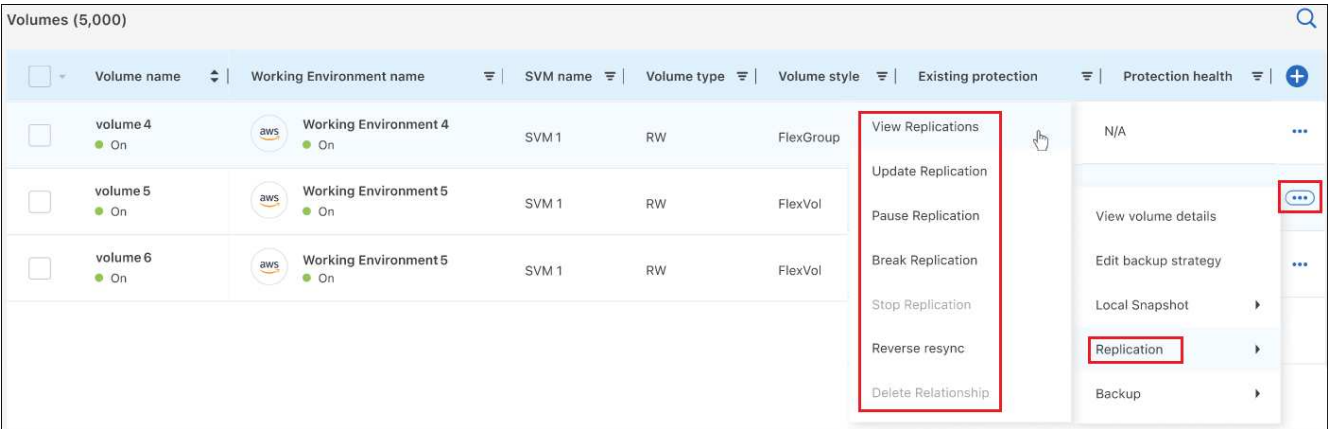 Volumes (5,000)
Volume name Working Environment name SVM name Volume type Volume style Existing protection Protection health
volume 4 aws Working Environment 4 SVM 1 RW FlexGroup View Replications N/A
On On
Update Replication
volume 5 aws Working Environment 5 SVM 1 RW FlexVol Pause Replication View volume details
On On
volume 6 aws Working Environment 5 SVM 1 RW FlexVol Break Replication Edit backup strategy
On On
Stop Replication Local Snapshot
Reverse resync Replication
Delete Relationship Backup